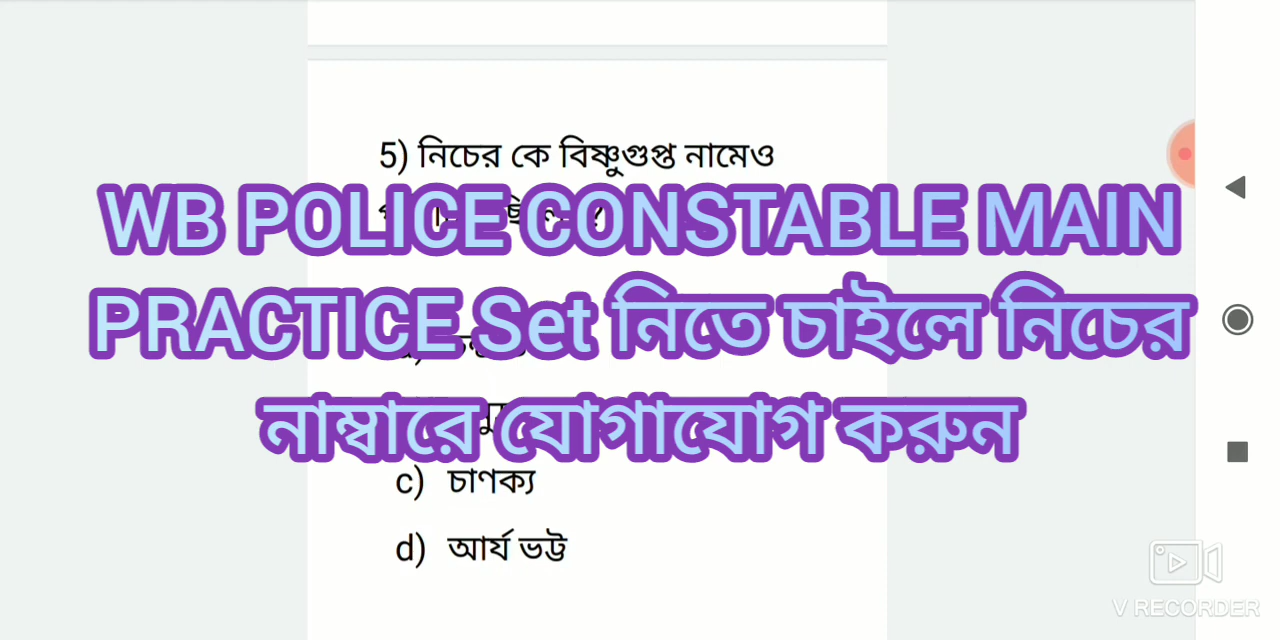 5) নিচের কে বিষ্ণুগুপ্ত নামেও
WB POLICE CONSTABLE MAIN
PRACTICE Set নিতে চাইলে নিচের
নাম্বারে যোগাযোগ করুন
c) চাণক্য
d) আর্য ভট্ট
V RECORDER